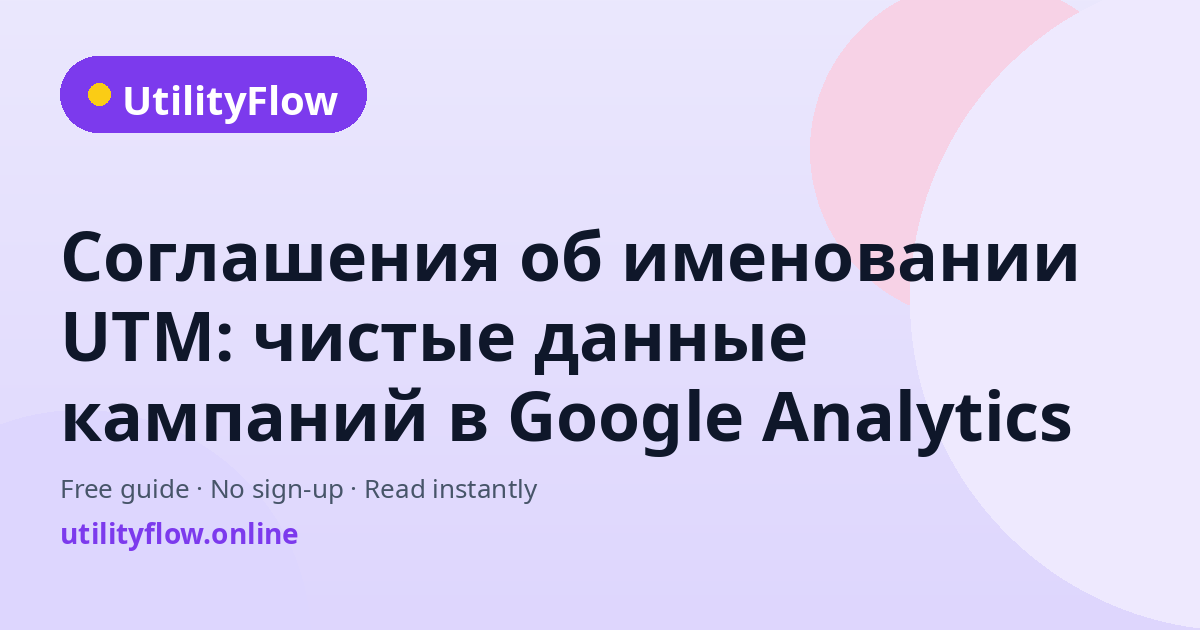 UtilityFlow
Соглашения об именовании
UTM: чистые данные
кампаний в Google Analytics
Free guide · No sign-up · Read instantly
utilityflow.online